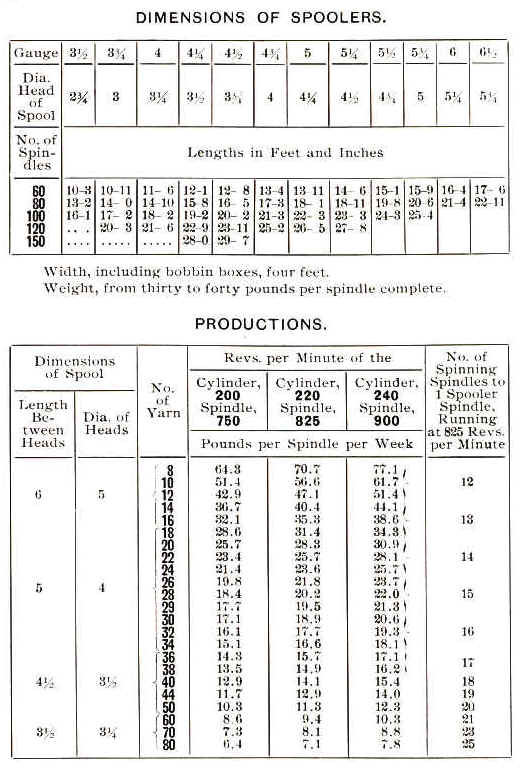 DIMENSIONS OF SPOOLERS.
Gauge 3½ 3¾ 4 4¼ 4½ 4¾ 5 5¼ 5½ 5¾ 6 6½
Dia.
Head
of
Spool 2¾ 3 3¼ 3½ 3¾ 4 4¼ 4½ 4¾ 5 5¼ 5¾
No. of
Spin-
dles Lengths in Feet and Inches
60 10-3 10-11 11- 6 12-1 12- 8 13-4 13 11 14- 6 15-1 15-9 16-4 17- 6
80 13-2 14- 0 14-10 15-8 16- 5 17-3 18- 1 18-11 19-8 20-6 21-4 22-11
100 16-1 17- 2 18- 2 19-2 20- 2 21-3 22- 3 23- 3 24-3 25-4
120 ... 20- 3 21- 6 22-9 23-11 25-2 26- 5 27- 8
150 .... ..... ..... 28-0 29- 7
Width, including bobbin boxes, four feet.
Weight, from thirty to forty pounds per spindle complete.
PRODUCTIONS.
Dimensions
of Spool
Length
Be-
tween
Heads
Dia. of
Heads
No.
of
Yarn
Revs. per Minute of the
Cylinder, Cylinder, Cylinder,
200 220 240
Spindle, Spindle, Spindle,
750 825 900
Pounds per Spindle per Week
No. of
Spinning
Spindles to
1 Spooler
Spindle,
Running
at 825 Revs.
per Minute
8 64.3 70.7 77.1
10 51.4 56.6 61.7 12
6 5 12 42.9 47.1 51.4
14 36.7 40.4 44.1
16 32.1 35.3 38.6 13
18 28.6 31.4 34.3
20 25.7 28.3 30.9
22 23.4 25.7 28.1 14
24 21.4 23.6 25.7
26 19.8 21.8 23.7
5 4 28 18.4 20.2 22.0 15
29 17.7 19.5 21.3
30 17.1 18.9 20.6
32 16.1 17.7 19.3 16
34 15.1 16.6 18.1
36 14.3 15.7 17.1
38 13.5 14.9 16.2 17
4½ 3½ 40 12.9 14.1 15.4 18
44 11.7 12.9 14.0 19
50 10.3 11.3 12.3 20
60 8.6 9.4 10.3 21
3½ 3¼ 70 7.3 8.1 8.8 23
80 6.4 7.1 7.8 25